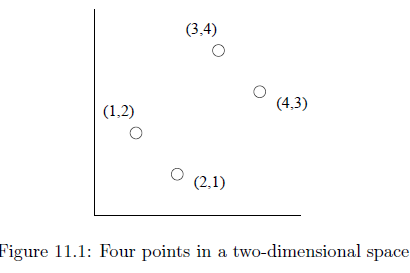 (3,4)
(4,3)
(1,2)
(2,1)
Figure 11.1: Four points in a two-dimensional space